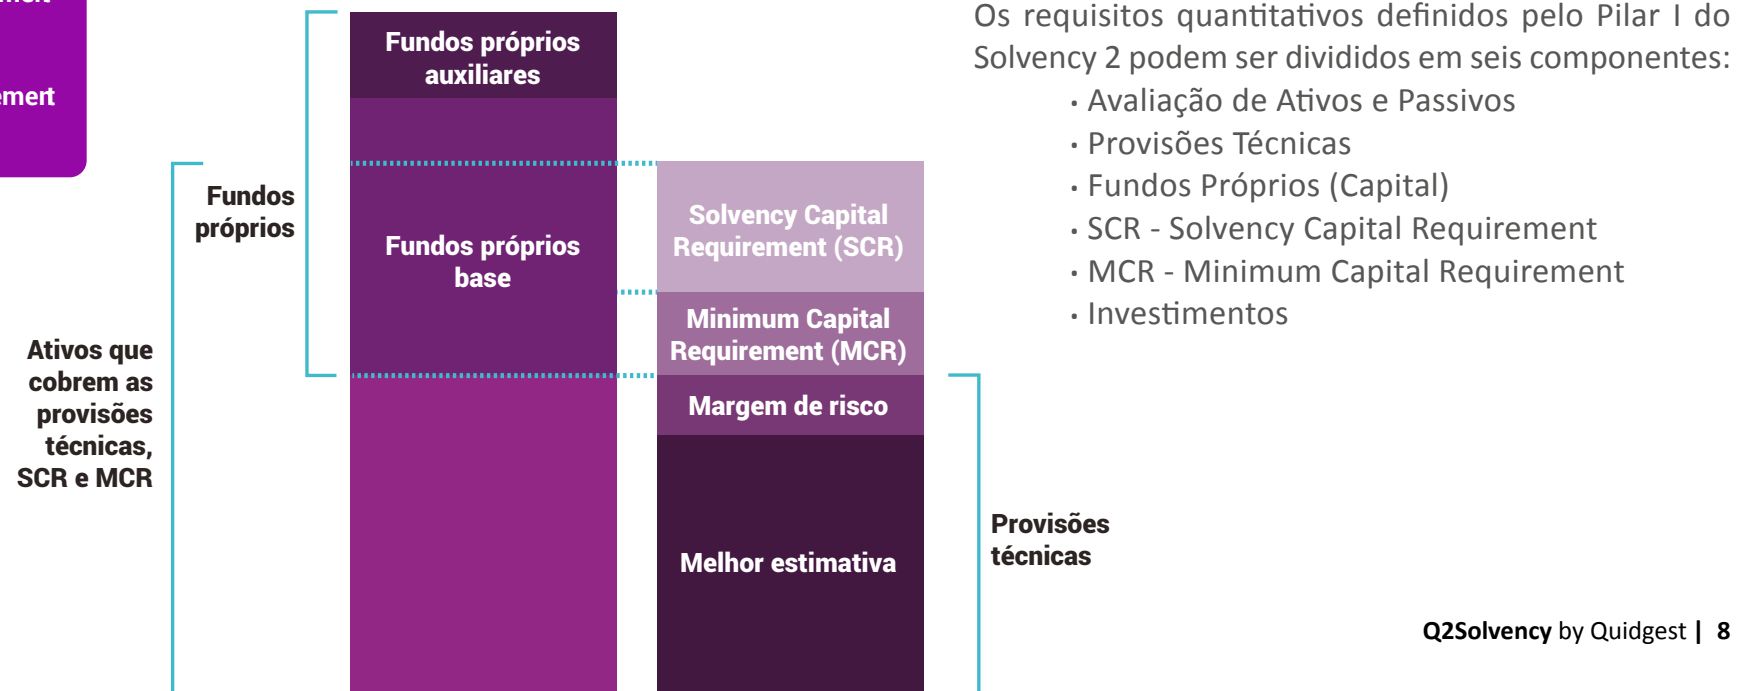 Fundos próprios
auxiliares
Fundos
próprios
Fundos próprios
base
Ativos que
cobrem as
provisões
técnicas,
SCR e MCR
Solvency Capital
Requirement (SCR)
Minimum Capital
Requirement (MCR)
Margem de risco
Melhor estimativa
Provisões
técnicas
Os requisitos quantitativos definidos pelo Pilar I do
Solvency 2 podem ser divididos em seis componentes:
• Avaliação de Ativos e Passivos
• Provisões Técnicas
• Fundos Próprios (Capital)
• SCR - Solvency Capital Requirement
• MCR - Minimum Capital Requirement
• Investimentos
Q2Solvency by Quidgest | 8